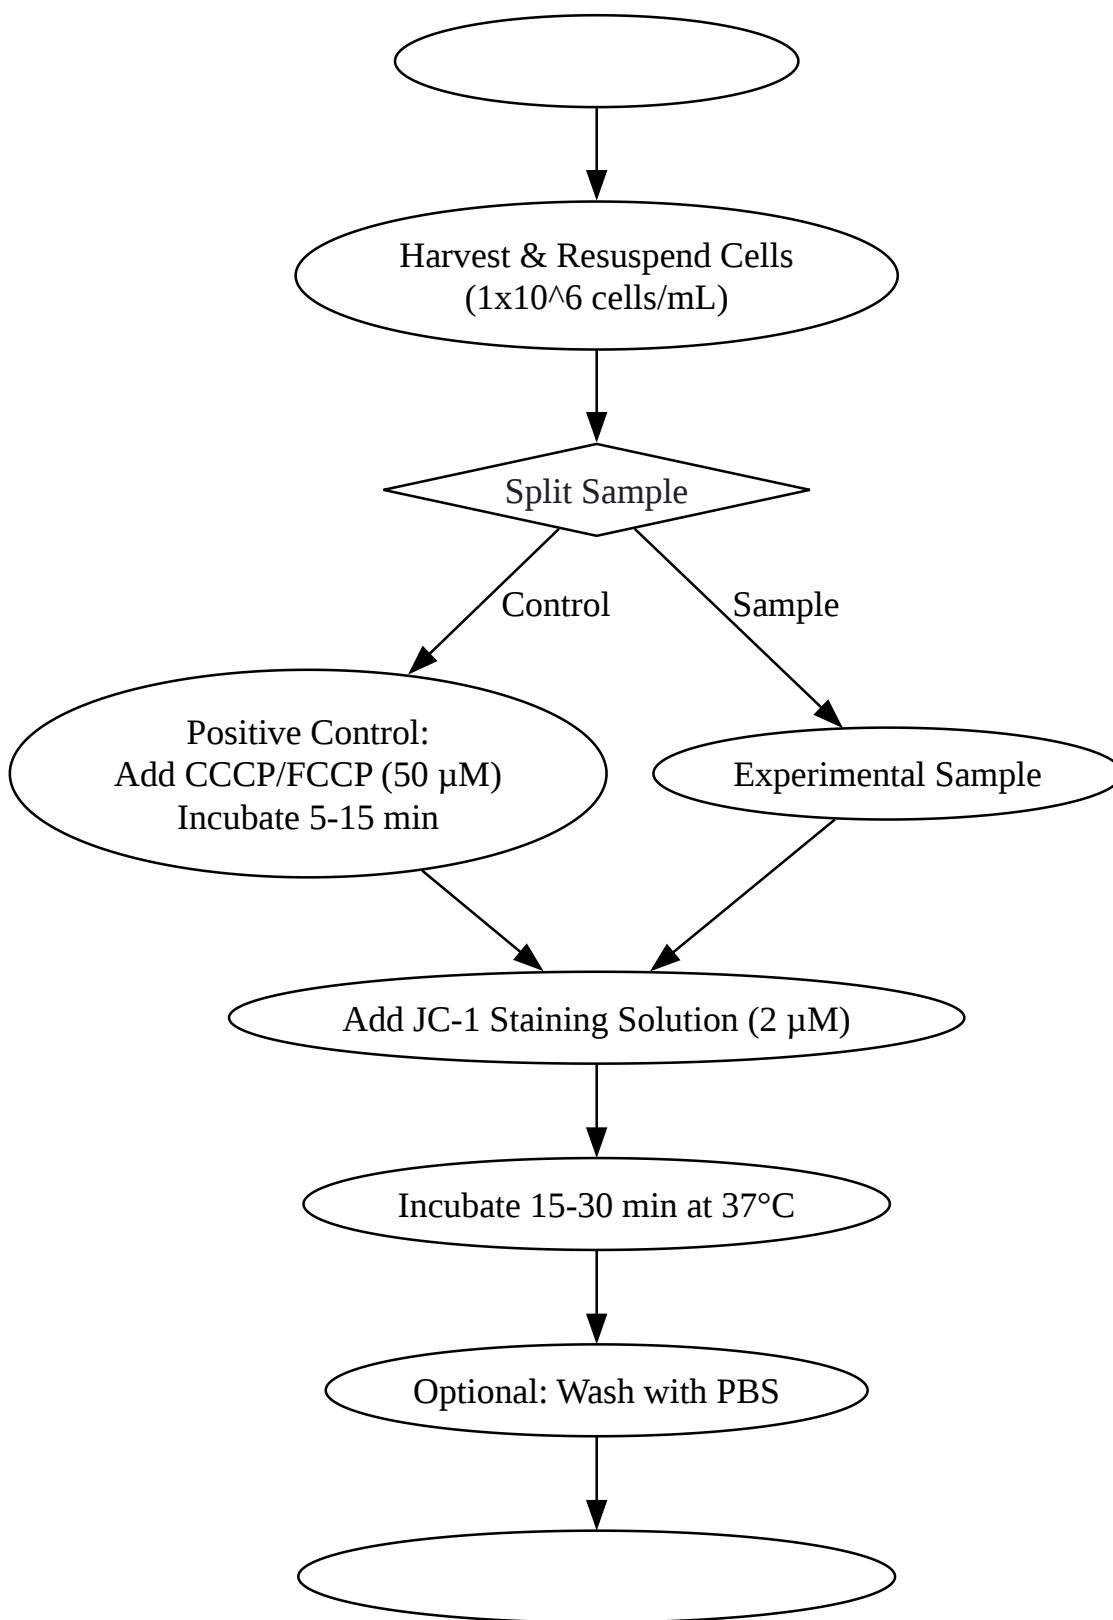 Harvest & Resuspend Cells
(1x10^6 cells/mL)
Split Sample
Control
Sample
Positive Control:
Add CCCP/FCCP (50 µM)
Incubate 5-15 min
Experimental Sample
Add JC-1 Staining Solution (2 µM)
Incubate 15-30 min at 37°C
Optional: Wash with PBS